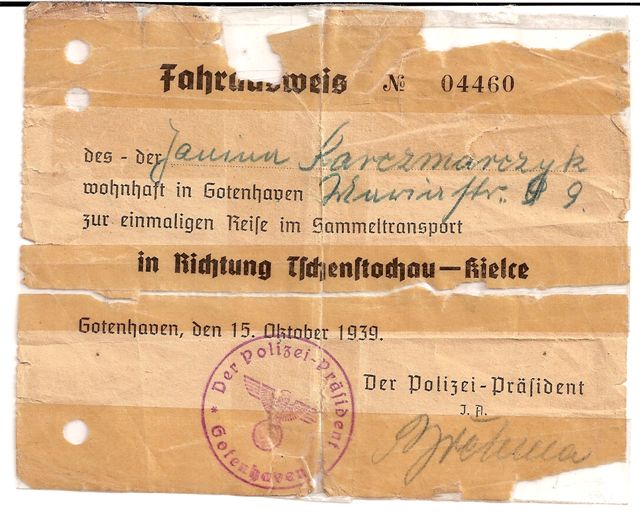 Fahrausweis № 04460
des - der Janina Karczmarczyk
wohnhaft in Gotenhaven Mariastr. 9.
zur einmaligen Reise im Sammeltransport
in Richtung Tschenstochau—Kielce
Gotenhaven, den 15. Oktober 1939.
Der Polizei-Präsident
J. A.
* Der Polizei-Präsident * Gotenhaven